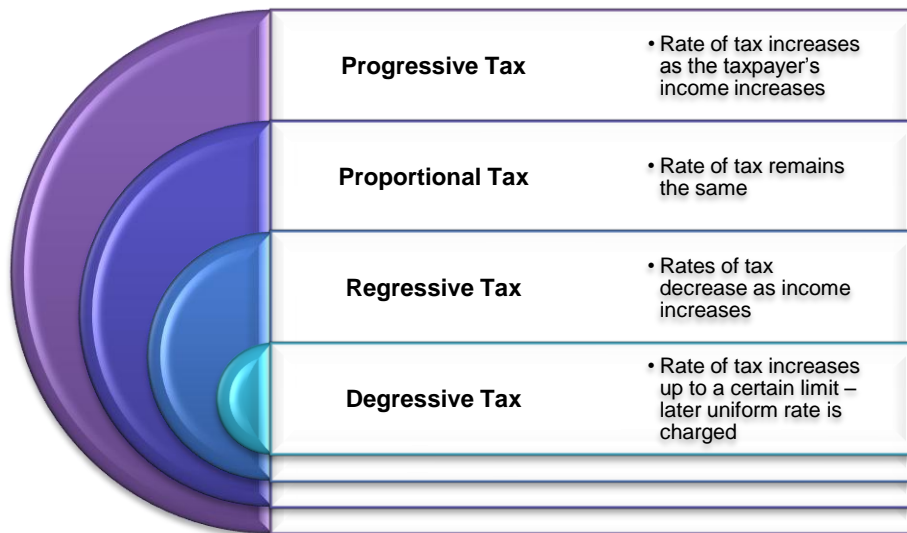 Progressive Tax
• Rate of tax increases
as the taxpayer's
income increases
Proportional Tax
• Rate of tax remains
the same
Regressive Tax
• Rates of tax
decrease as income
increases
Degressive Tax
• Rate of tax increases
up to a certain limit –
later uniform rate is
charged